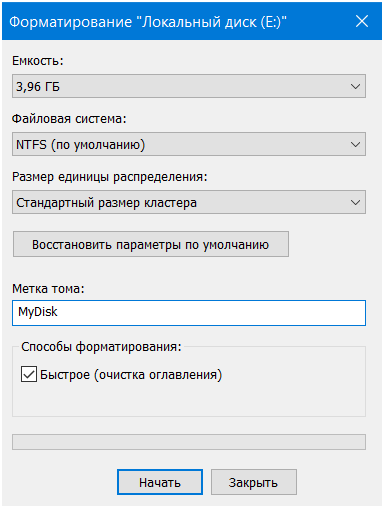 Форматирование "Локальный диск (E:)"
Емкость:
3,96 ГБ
Файловая система:
NTFS (по умолчанию)
Размер единицы распределения:
Стандартный размер кластера
Восстановить параметры по умолчанию
Метка тома:
MyDisk
Способы форматирования:
Быстрое (очистка оглавления)
Начать
Закрыть